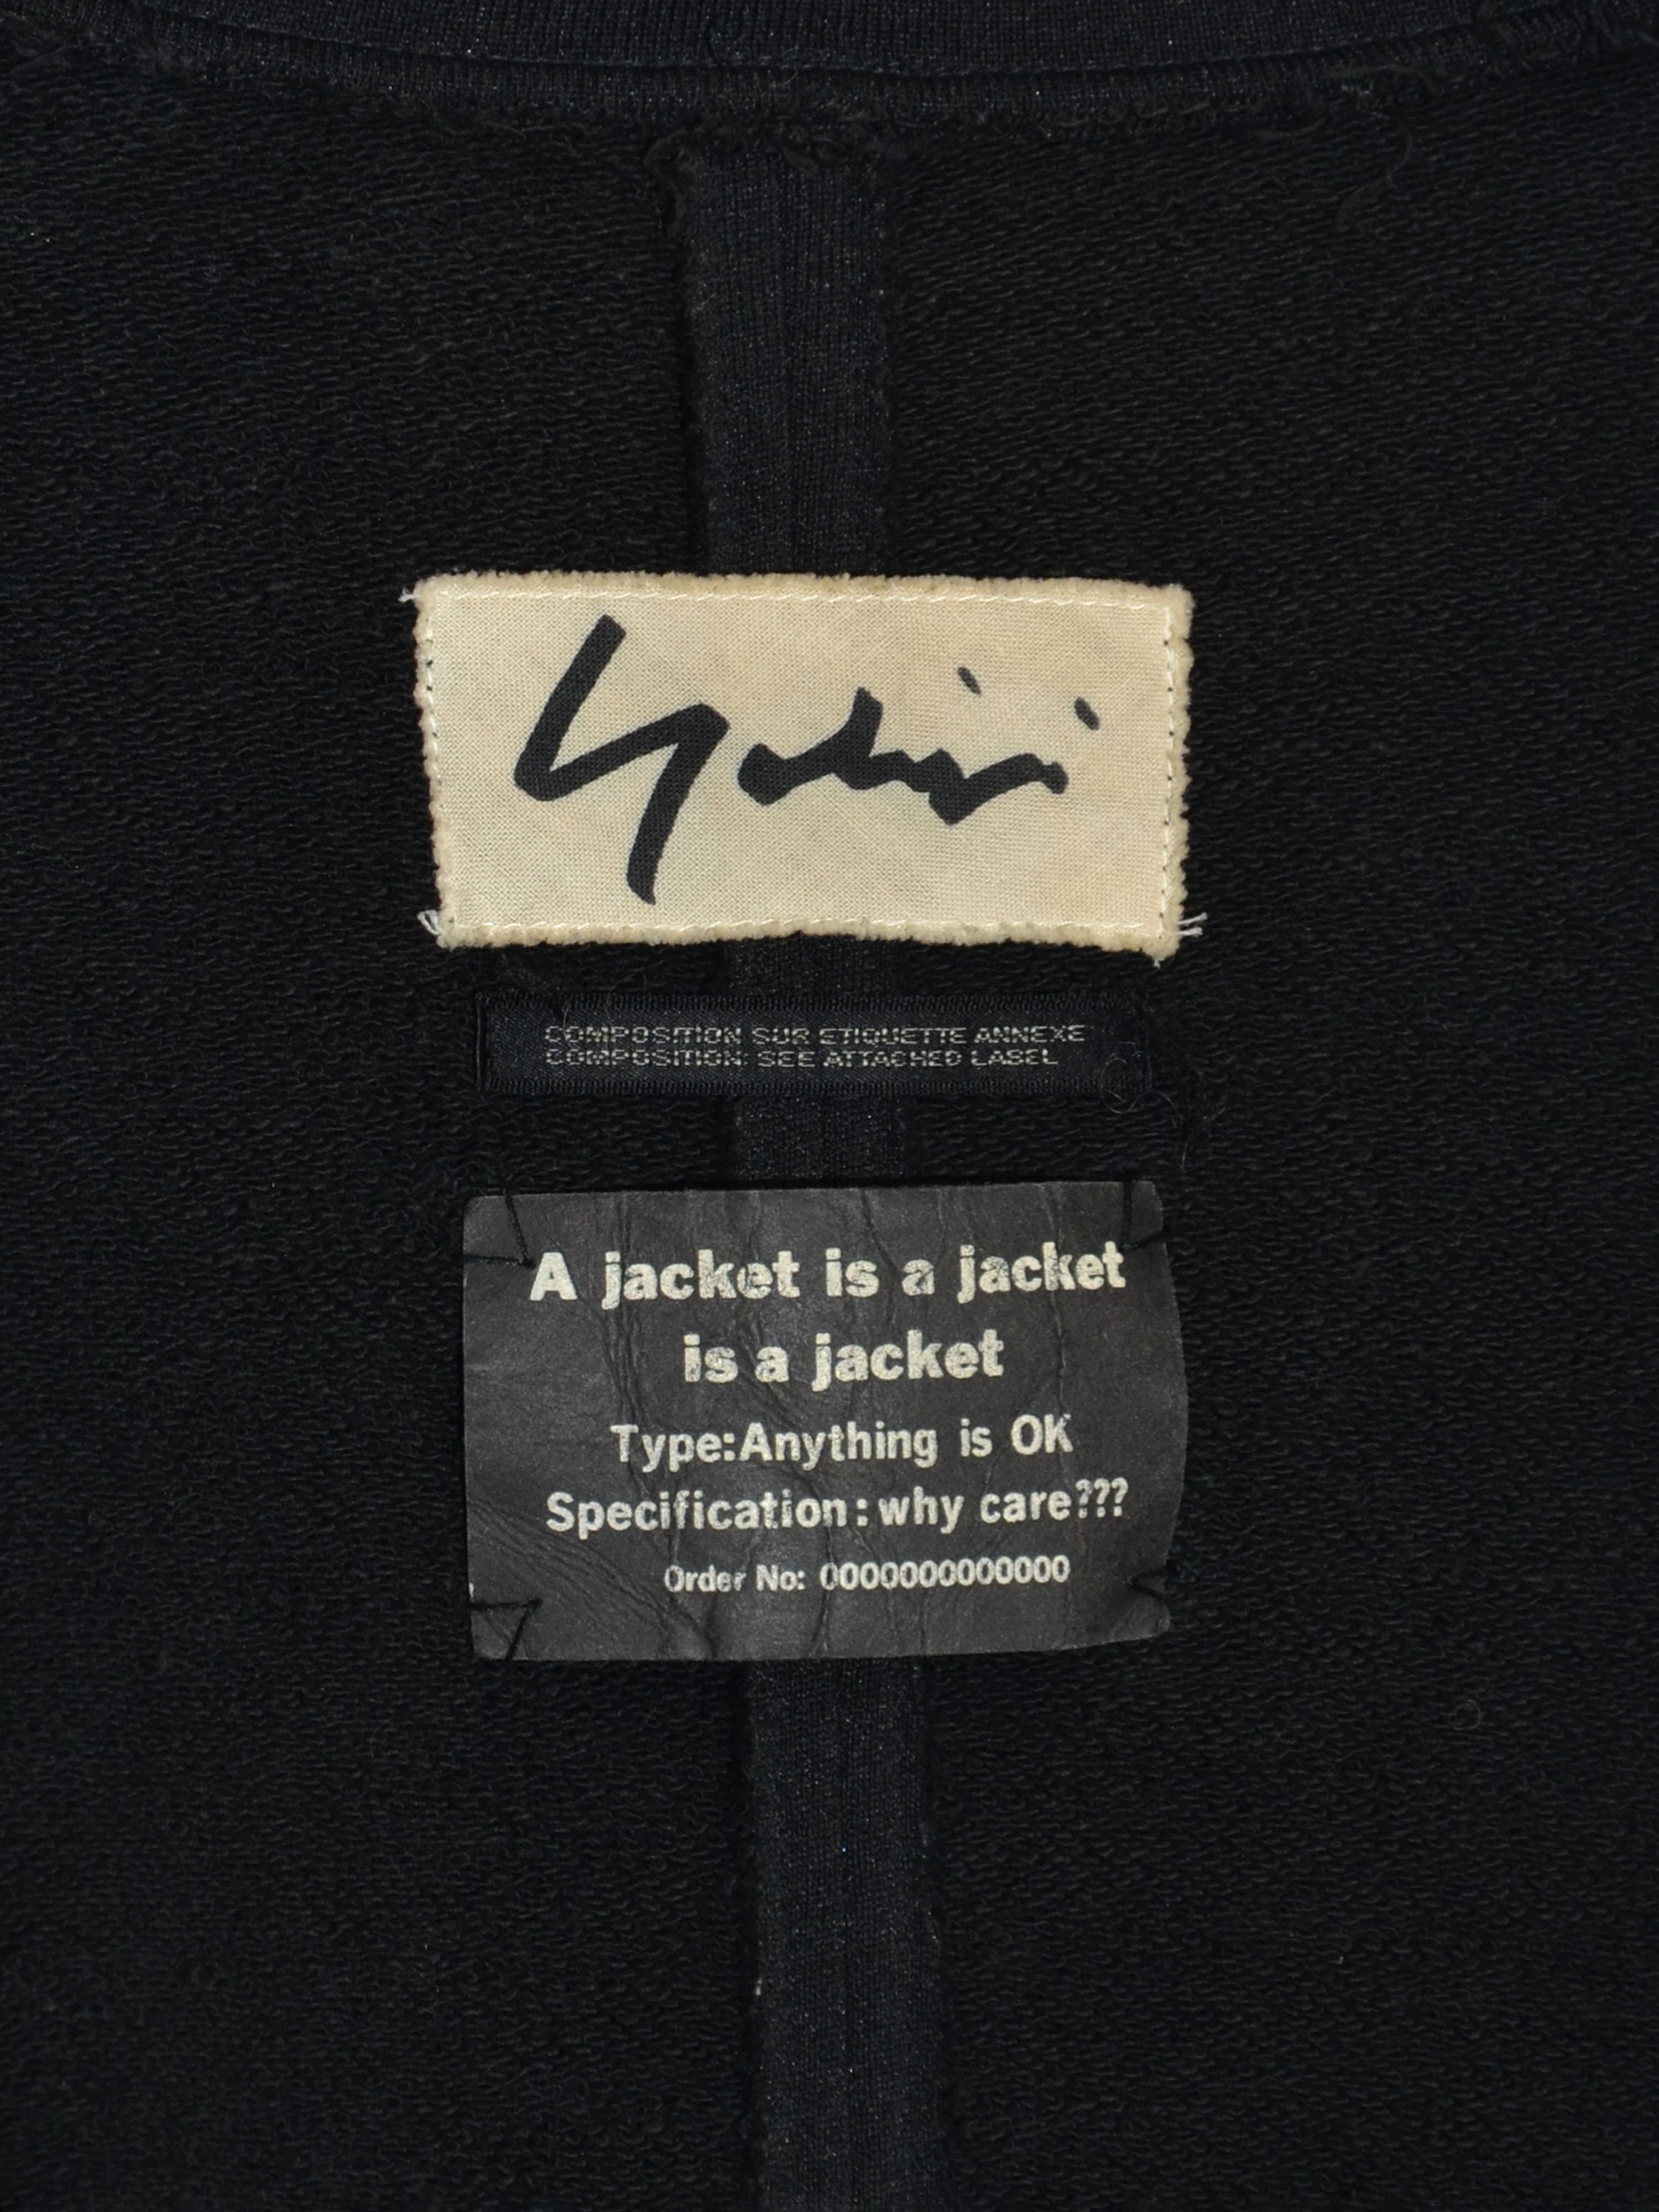 Yohji
COMPOSITION SUR ETIQUETTE ANNEXE
COMPOSITION: SEE ATTACHED LABEL
A jacket is a jacket
is a jacket
Type:Anything is OK
Specification:why care???
Order No: 0000000000000